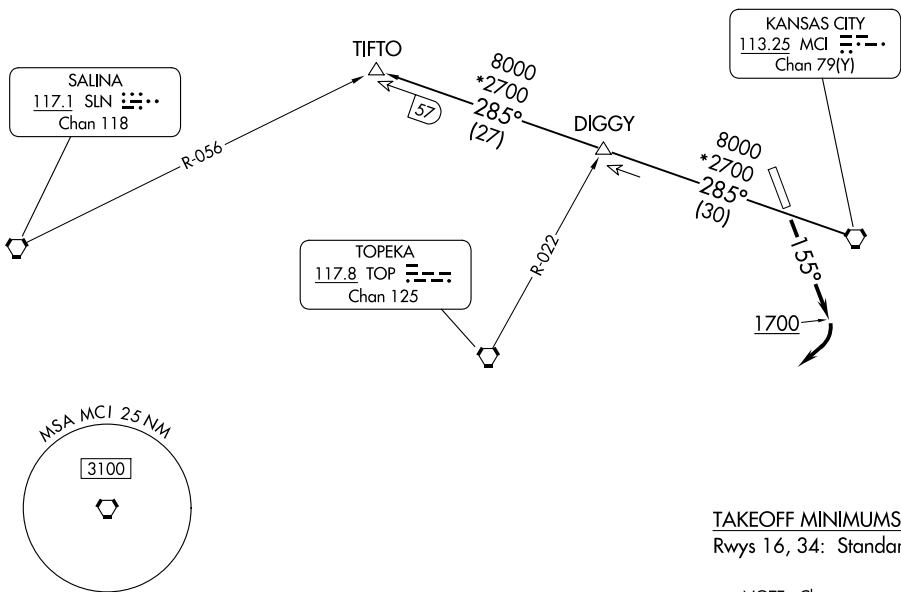 KANSAS CITY
113.25 MCI
Chan 79(Y)
TIFTO
SALINA
117.1 SLN
Chan 118
8000
*2700
285°
(27)
57
DIGGY
8000
*2700
285°
(30)
R-056
TOPEKA
117.8 TOP
Chan 125
R-022
155°
1700
MSA MCI 25 NM
3100
TAKEOFF MINIMUMS
Rwys 16, 34: